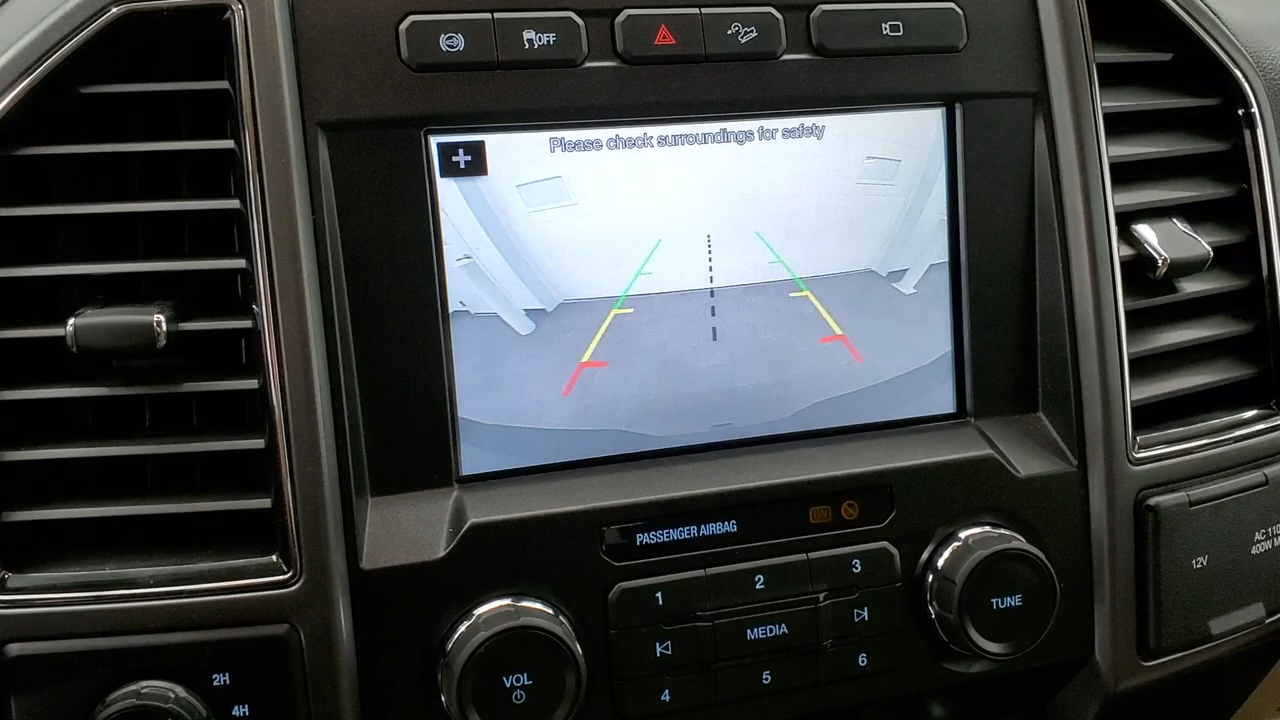 OFF
Please check surroundings for safety
+
PASSENGER AIRBAG
ON
1
2
3
MEDIA
4
5
6
VOL
TUNE
2H
4H
12V
AC 110
400W M